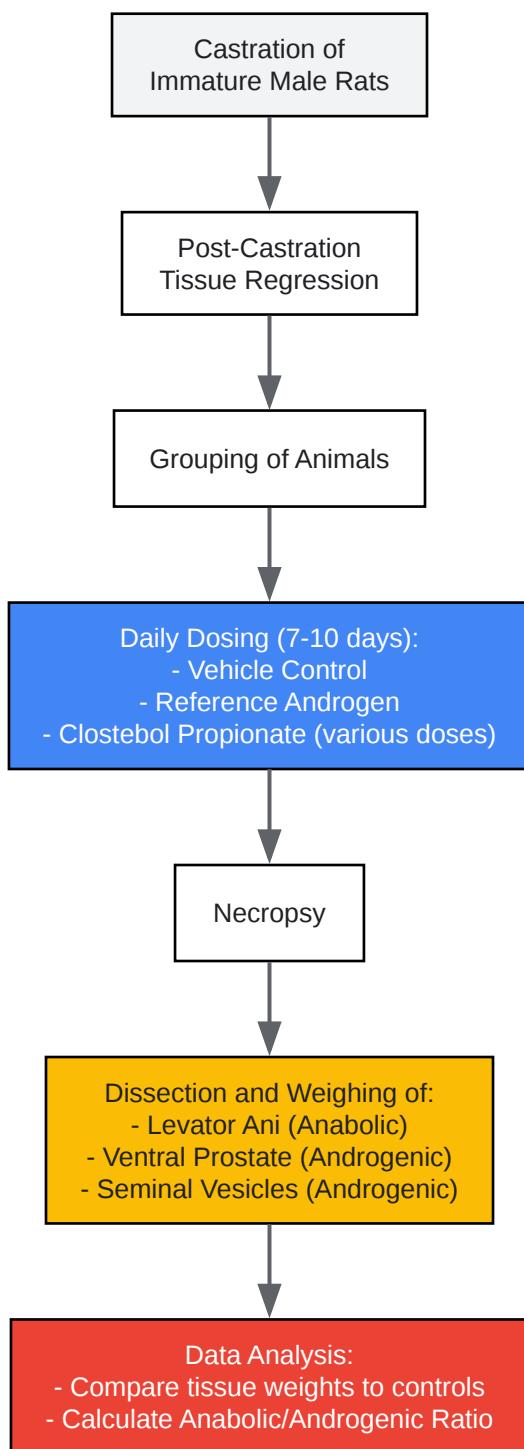 Castration of
Immature Male Rats
Post-Castration
Tissue Regression
Grouping of Animals
Daily Dosing (7-10 days):
- Vehicle Control
- Reference Androgen
- Clostebol Propionate (various doses)
Necropsy
Dissection and Weighing of:
- Levator Ani (Anabolic)
- Ventral Prostate (Androgenic)
- Seminal Vesicles (Androgenic)
Data Analysis:
- Compare tissue weights to controls
- Calculate Anabolic/Androgenic Ratio